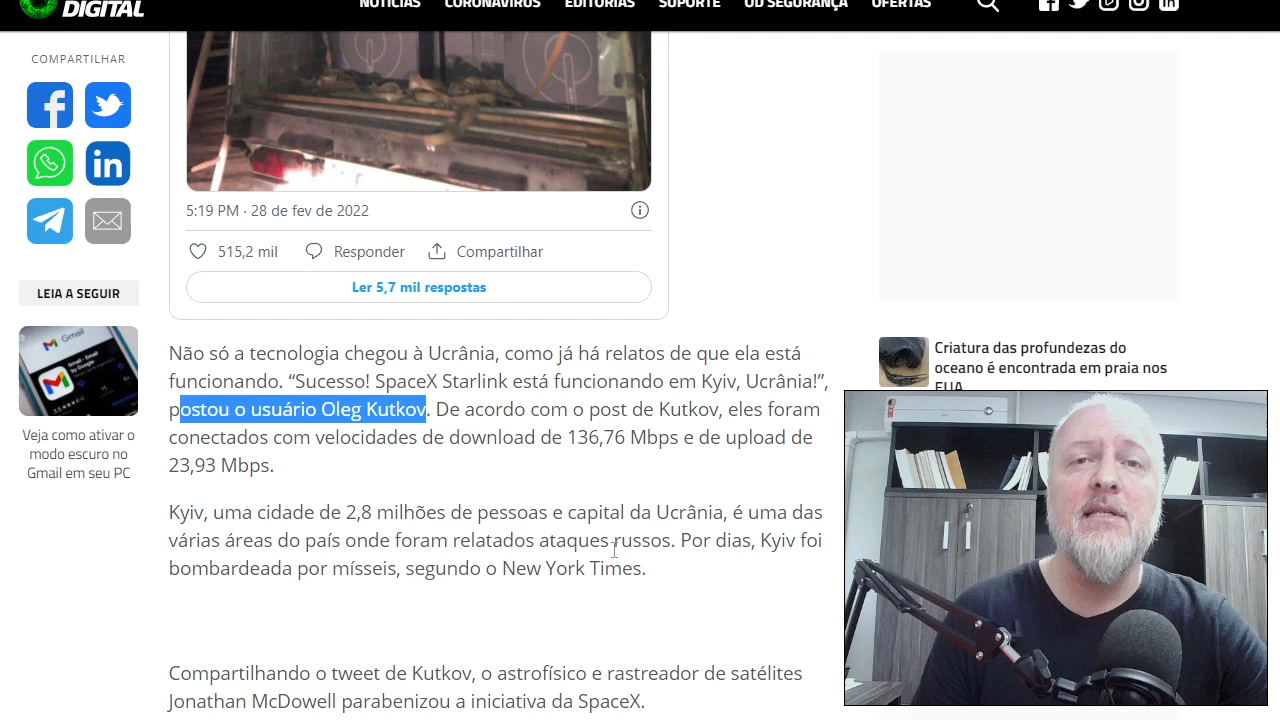 DIGITAL
NOTÍCIAS CORONAVÍRUS EDITORIAS SUPORTE OD SEGURANÇA OFERTAS
COMPARTILHAR
LEIA A SEGUIR
Gmail
Veja como ativar o
modo escuro no
Gmail em seu PC
5:19 PM · 28 de fev de 2022
515,2 mil Responder Compartilhar
Ler 5,7 mil respostas
Não só a tecnologia chegou à Ucrânia, como já há relatos de que ela está
funcionando. “Sucesso! SpaceX Starlink está funcionando em Kyiv, Ucrânia!”,
postou o usuário Oleg Kutkov. De acordo com o post de Kutkov, eles foram
conectados com velocidades de download de 136,76 Mbps e de upload de
23,93 Mbps.
Kyiv, uma cidade de 2,8 milhões de pessoas e capital da Ucrânia, é uma das
várias áreas do país onde foram relatados ataques russos. Por dias, Kyiv foi
bombardeada por mísseis, segundo o New York Times.
Compartilhando o tweet de Kutkov, o astrofísico e rastreador de satélites
Jonathan McDowell parabenizou a iniciativa da SpaceX.
Criatura das profundezas do
oceano é encontrada em praia nos
EUA